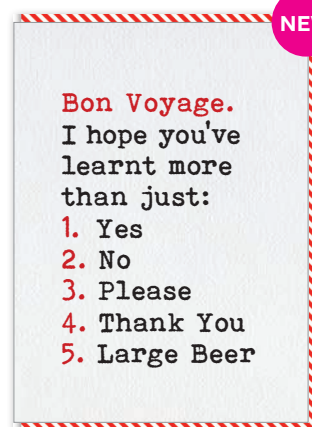 NEW
Bon Voyage.
I hope you've
learnt more
than just:
1. Yes
2. No
3. Please
4. Thank You
5. Large Beer